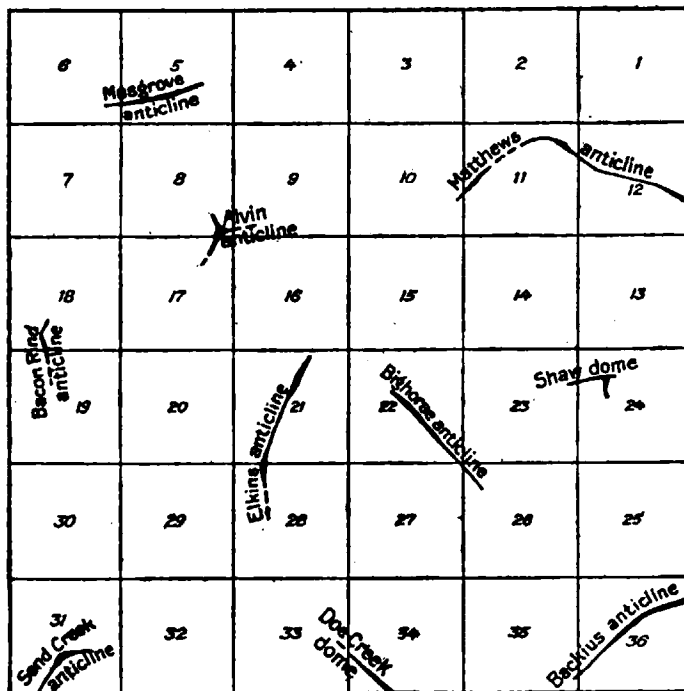 6 5 4 3 2 1
Mosgrove
anticline
7 8 9 10 11 12
Matthews anticline
Alvin
anticline
18 17 16 15 14 13
Bacon Rind
anticline
19 20 21 22 23 24
Elkins anticline
Bighorse anticline
Shaw dome
30 29 28 27 26 25
31 32 33 34 35 36
Sand Creek
anticline
Doe Creek
dome
Backius anticline